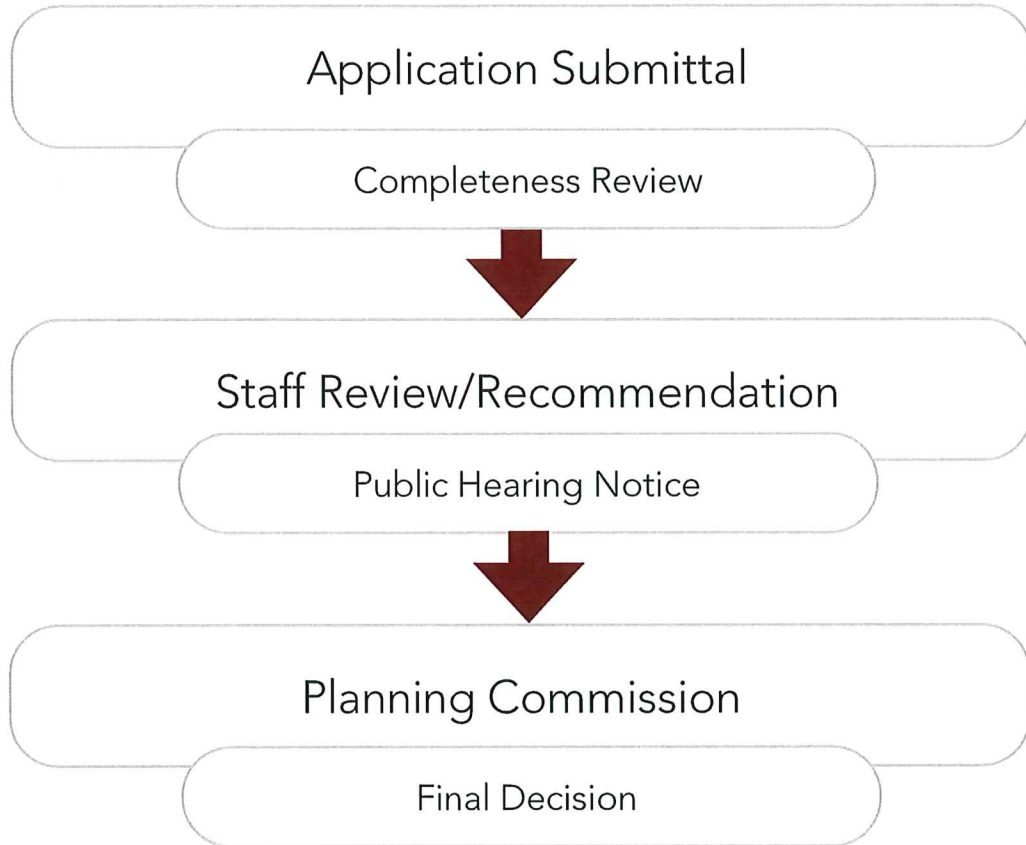 Application Submittal
Completeness Review
Staff Review/Recommendation
Public Hearing Notice
Planning Commission
Final Decision